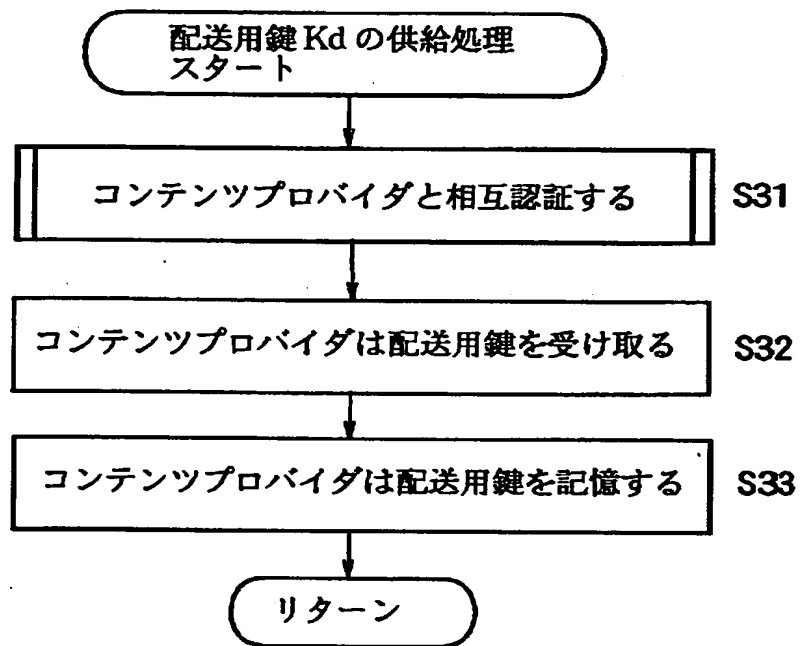 配送用鍵Kdの供給処理
スタート
コンテンツプロバイダと相互認証する
S31
コンテンツプロバイダは配送用鍵を受け取る
S32
コンテンツプロバイダは配送用鍵を記憶する
S33
リターン